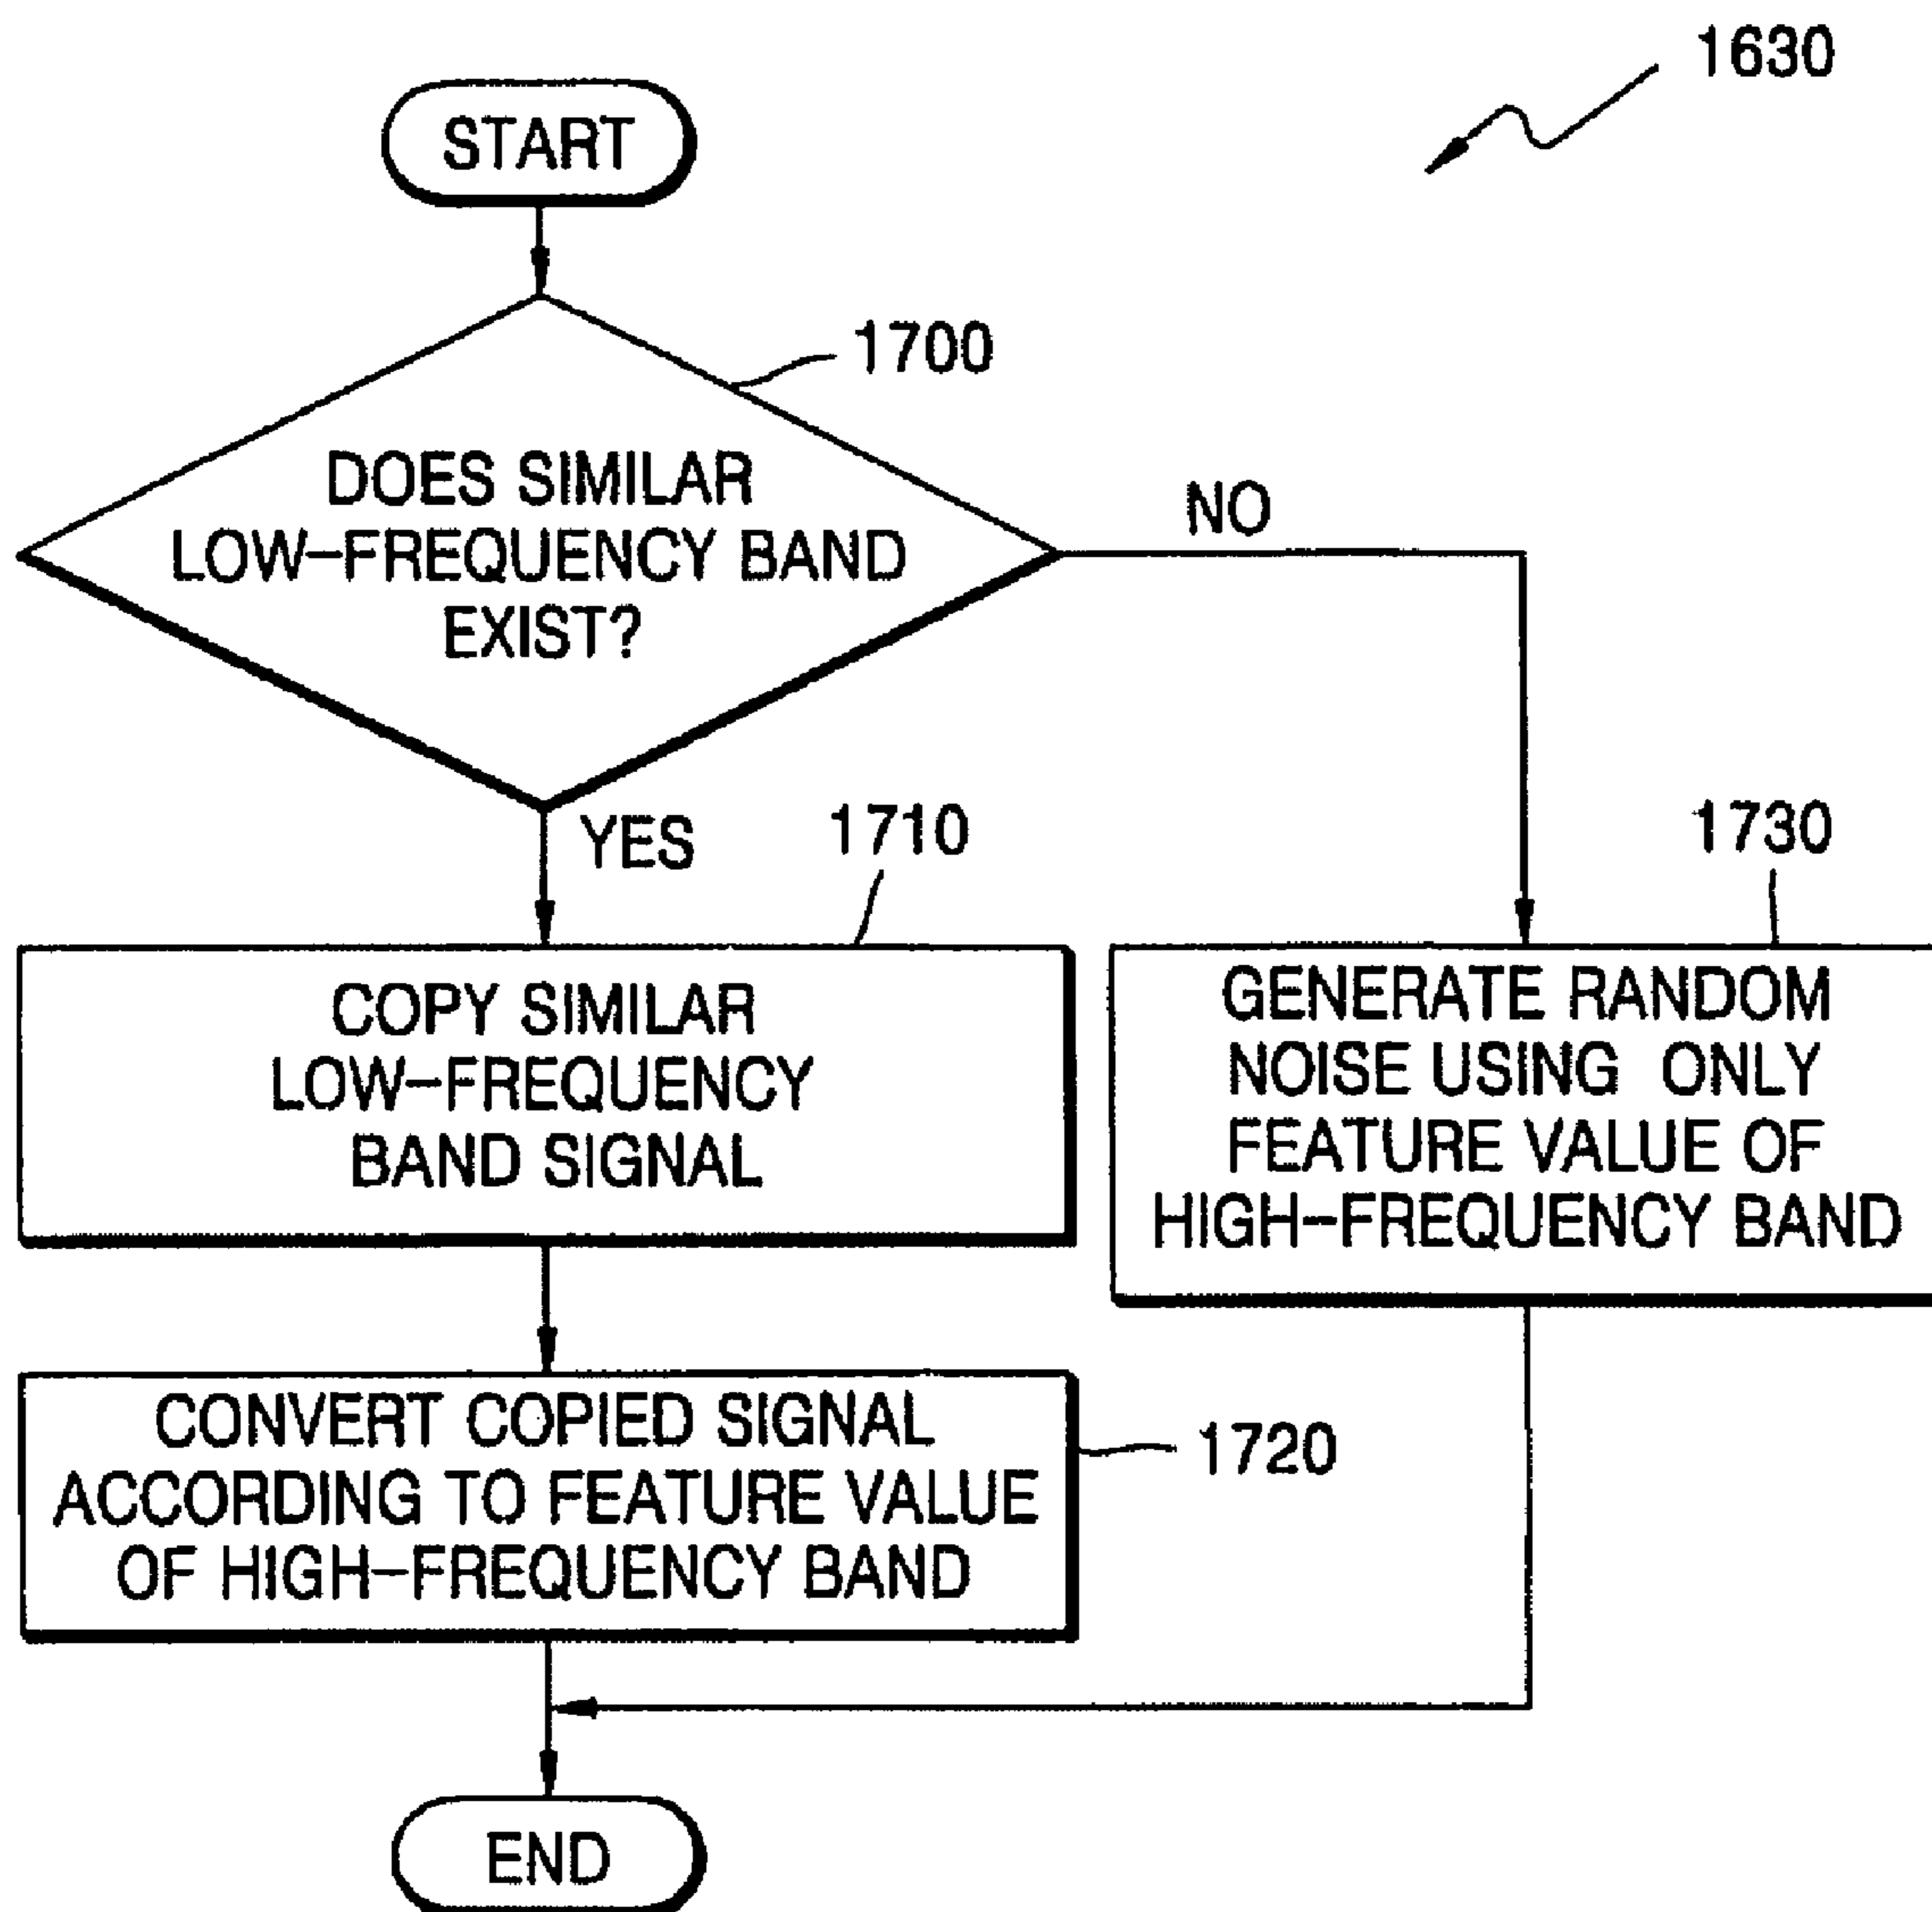 1630
START
1700
DOES SIMILAR
LOW-FREQUENCY BAND
EXIST?
NO
YES
1710
1730
COPY SIMILAR
LOW-FREQUENCY
BAND SIGNAL
GENERATE RANDOM
NOISE USING ONLY
FEATURE VALUE OF
HIGH-FREQUENCY BAND
CONVERT COPIED SIGNAL
ACCORDING TO FEATURE VALUE
OF HIGH-FREQUENCY BAND
1720
END